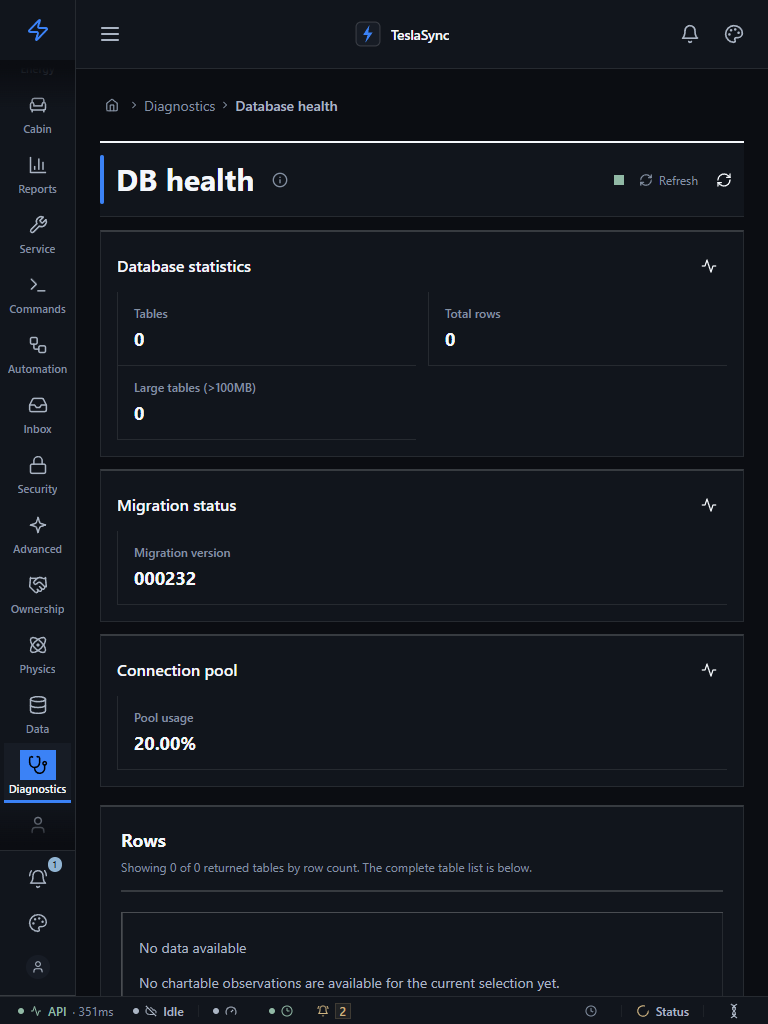 TeslaSync
Energy
Cabin
Reports
Service
Commands
Automation
Inbox
Security
Advanced
Ownership
Physics
Data
Diagnostics
1
Diagnostics > Database health
DB health
Refresh
Database statistics
Tables
0
Total rows
0
Large tables (>100MB)
0
Migration status
Migration version
000232
Connection pool
Pool usage
20.00%
Rows
Showing 0 of 0 returned tables by row count. The complete table list is below.
No data available
No chartable observations are available for the current selection yet.
API · 351ms Idle 2 Status